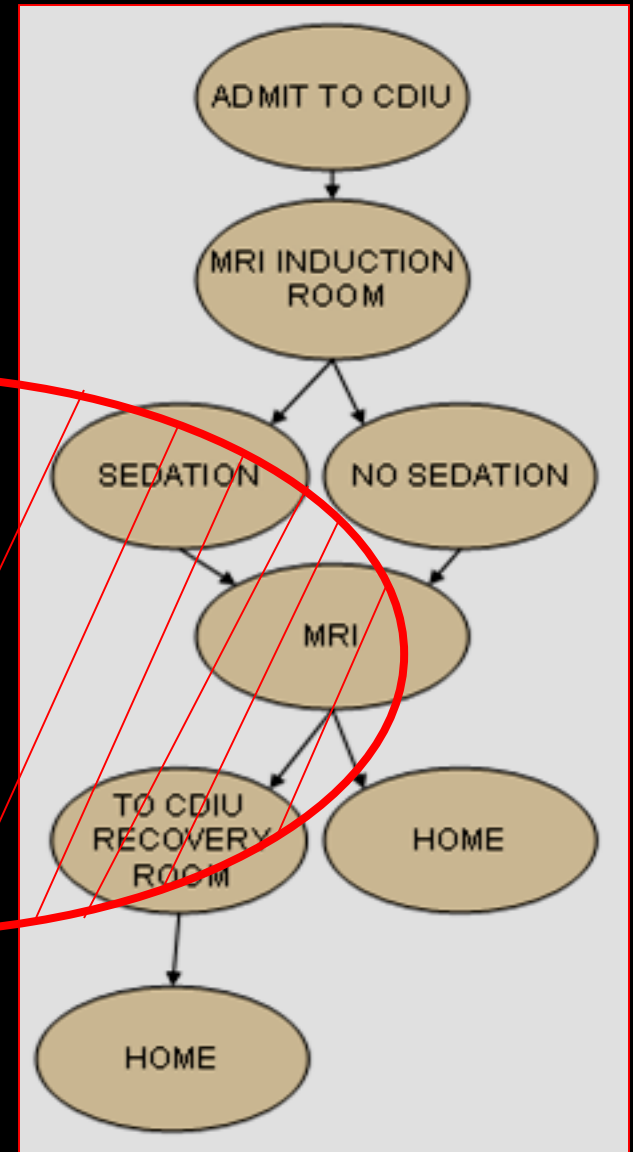 ADMIT TO CDIU
MRI INDUCTION
ROOM
SEDATION
NO SEDATION
MRI
TO CDIU
RECOVERY
ROOM
HOME
HOME